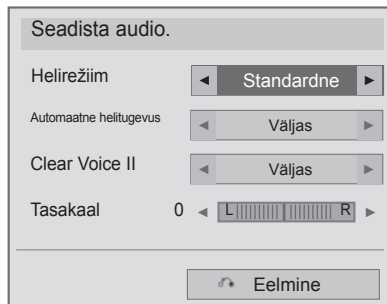 Seadista audio.
Helirežiim ◄ Standardne ►
Automaatne helitugevus ◄ Väljas ►
Clear Voice II ◄ Väljas ►
Tasakaal 0 ◄ L R ►
Eelmine